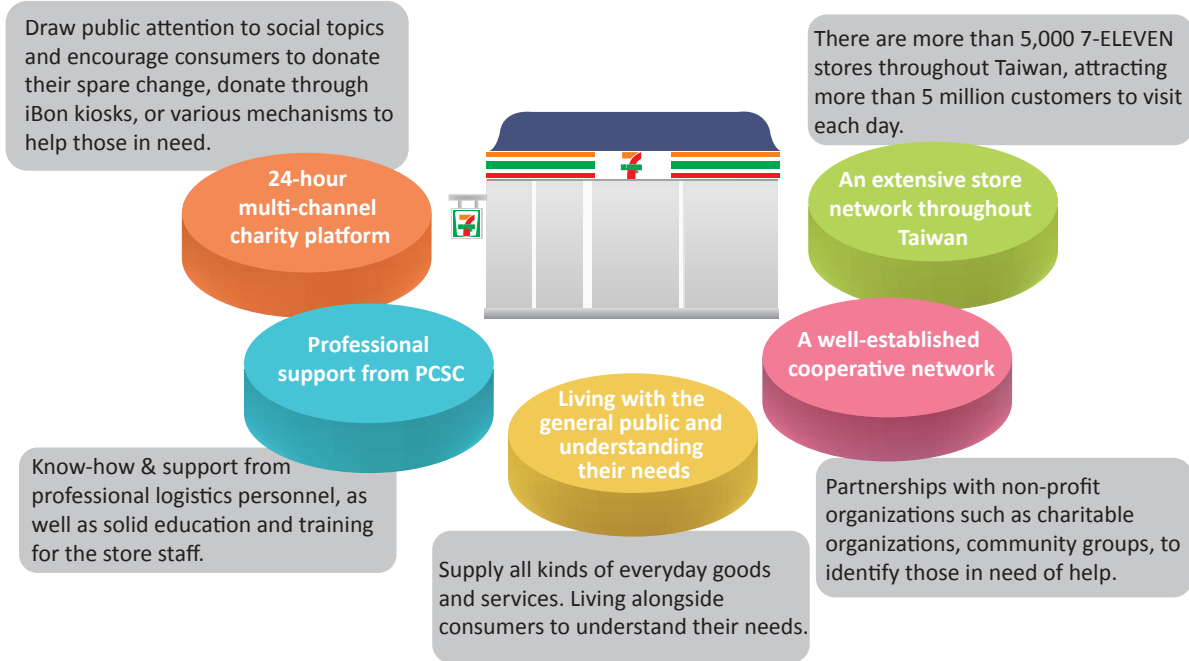 Draw public attention to social topics
and encourage consumers to donate
their spare change, donate through
iBon kiosks, or various mechanisms to
help those in need.
24-hour
multi-channel
charity platform
There are more than 5,000 7-ELEVEN
stores throughout Taiwan, attracting
more than 5 million customers to visit
each day.
An extensive store
network throughout
Taiwan
7
7
Professional
support from PCSC
Know-how & support from
professional logistics personnel, as
well as solid education and training
for the store staff.
Living with the
general public and
understanding
their needs
Supply all kinds of everyday goods
and services. Living alongside
consumers to understand their needs.
A well-established
cooperative network
Partnerships with non-profit
organizations such as charitable
organizations, community groups, to
identify those in need of help.